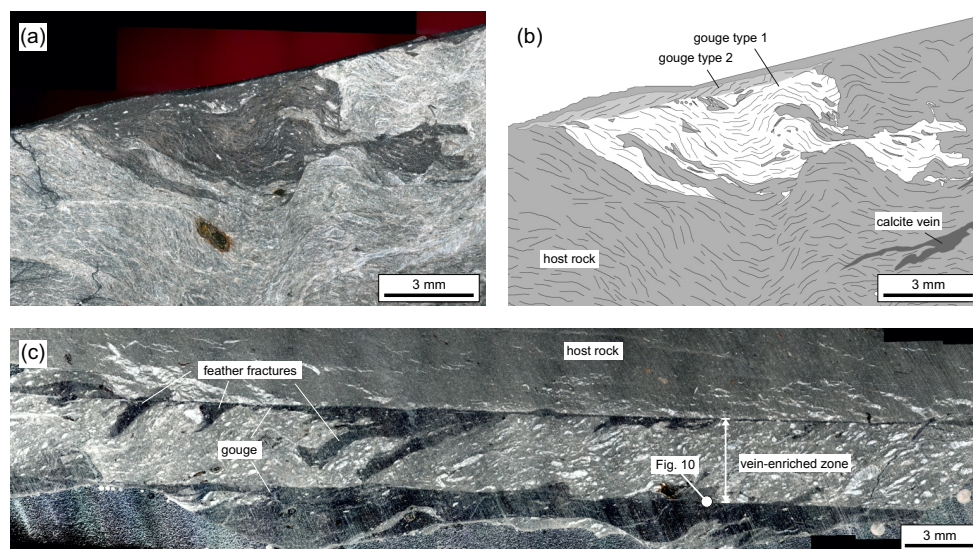 (a)
3 mm
(b)
gouge type 1
gouge type 2
calcite vein
host rock
3 mm
(c)
host rock
feather fractures
gouge
vein-enriched zone
Fig. 10
3 mm